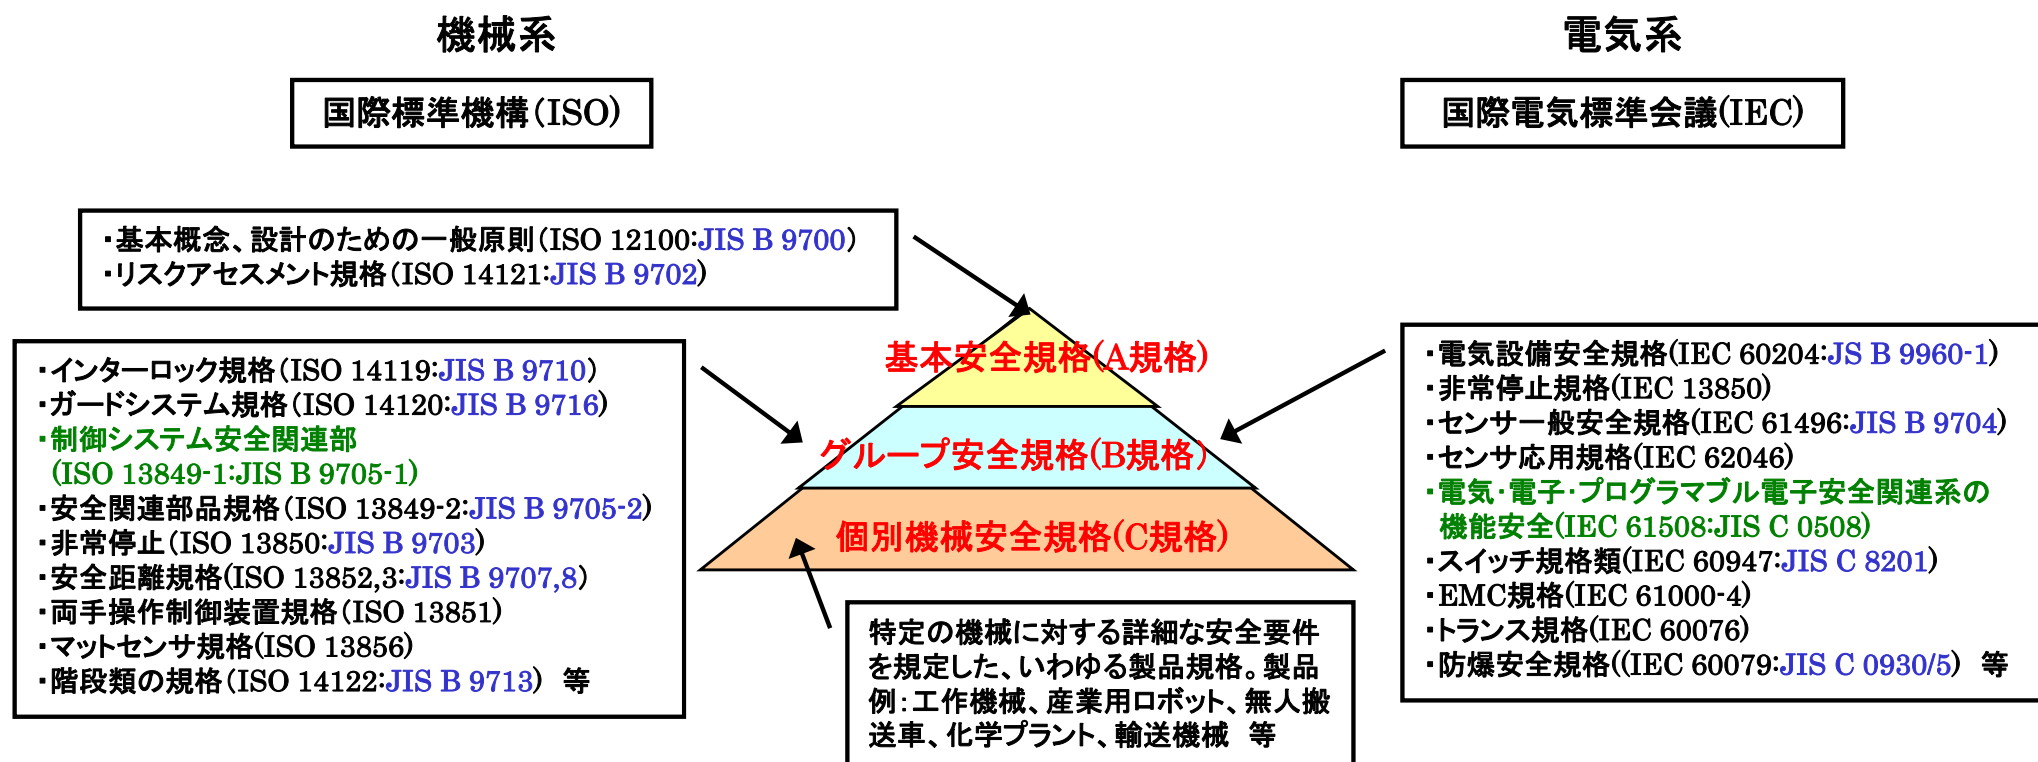 機械系
電気系
国際標準機構(ISO)
国際電気標準会議(IEC)
・基本概念、設計のための一般原則(ISO 12100:JIS B 9700)
・リスクアセスメント規格(ISO 14121:JIS B 9702)
・インターロック規格(ISO 14119:JIS B 9710)
・ガードシステム規格(ISO 14120:JIS B 9716)
・制御システム安全関連部
(ISO 13849-1:JIS B 9705-1)
・安全関連部品規格(ISO 13849-2:JIS B 9705-2)
・非常停止(ISO 13850:JIS B 9703)
・安全距離規格(ISO 13852,3:JIS B 9707,8)
・両手操作制御装置規格(ISO 13851)
・マットセンサ規格(ISO 13856)
・階段類の規格(ISO 14122:JIS B 9713) 等
基本安全規格(A規格)
グループ安全規格(B規格)
個別機械安全規格(C規格)
特定の機械に対する詳細な安全要件
を規定した、いわゆる製品規格。製品
例:工作機械、産業用ロボット、無人搬
送車、化学プラント、輸送機械 等
・電気設備安全規格(IEC 60204:JS B 9960-1)
・非常停止規格(IEC 13850)
・センサ一般安全規格(IEC 61496:JIS B 9704)
・センサ応用規格(IEC 62046)
・電気・電子・プログラマブル電子安全関連系の
機能安全(IEC 61508:JIS C 0508)
・スイッチ規格類(IEC 60947:JIS C 8201)
・EMC規格(IEC 61000-4)
・トランス規格(IEC 60076)
・防爆安全規格((IEC 60079:JIS C 0930/5) 等